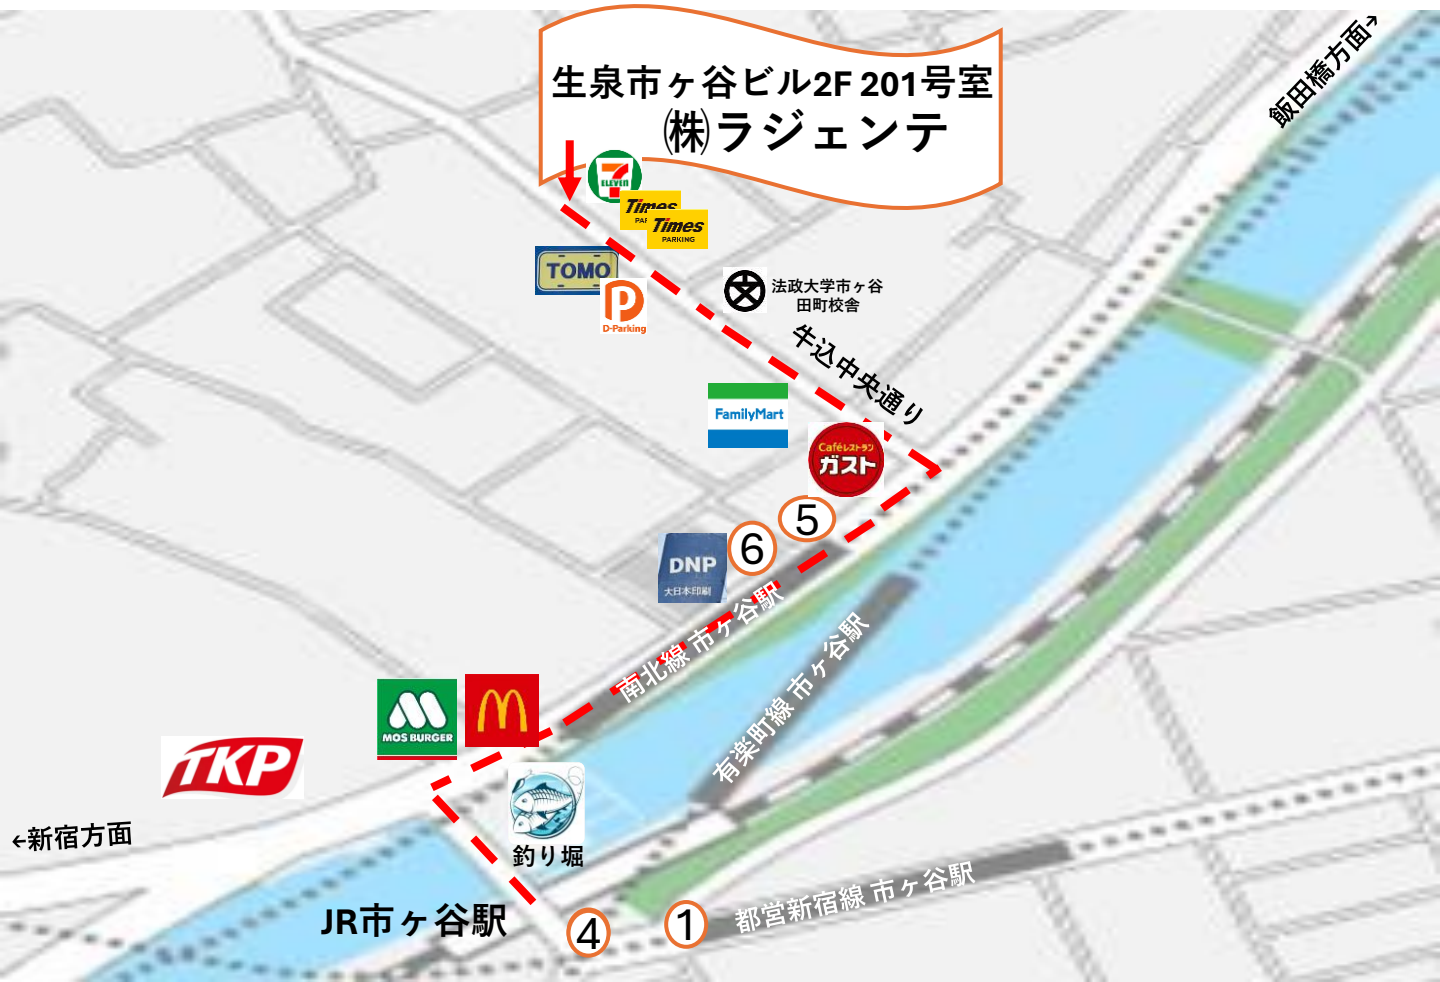 飯田橋方面→
生泉市ヶ谷ビル2F 201号室
㈱ラジェンテ
7
ELEVEN
Times
PAR
Times
PARKING
TOMO
D-Parking
法政大学市ヶ谷
田町校舎
牛込中央通り
FamilyMart
Caféレストラン
ガスト
⑤
⑥
DNP
大日本印刷
南北線 市ヶ谷駅
有楽町線 市ヶ谷駅
MOS BURGER
TKP
←新宿方面
釣り堀
JR市ヶ谷駅
④
①
都営新宿線 市ヶ谷駅